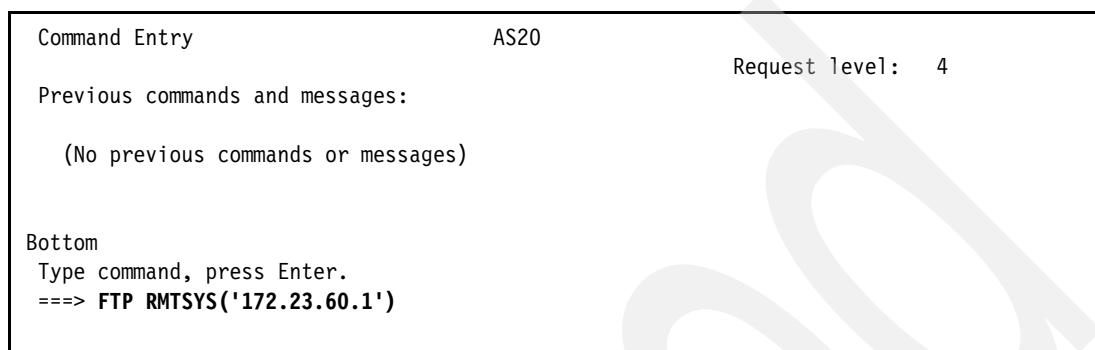 Command Entry AS20
Request level: 4
Previous commands and messages:
(No previous commands or messages)
Bottom
Type command, press Enter.
===> FTP RMTSYS('172.23.60.1')